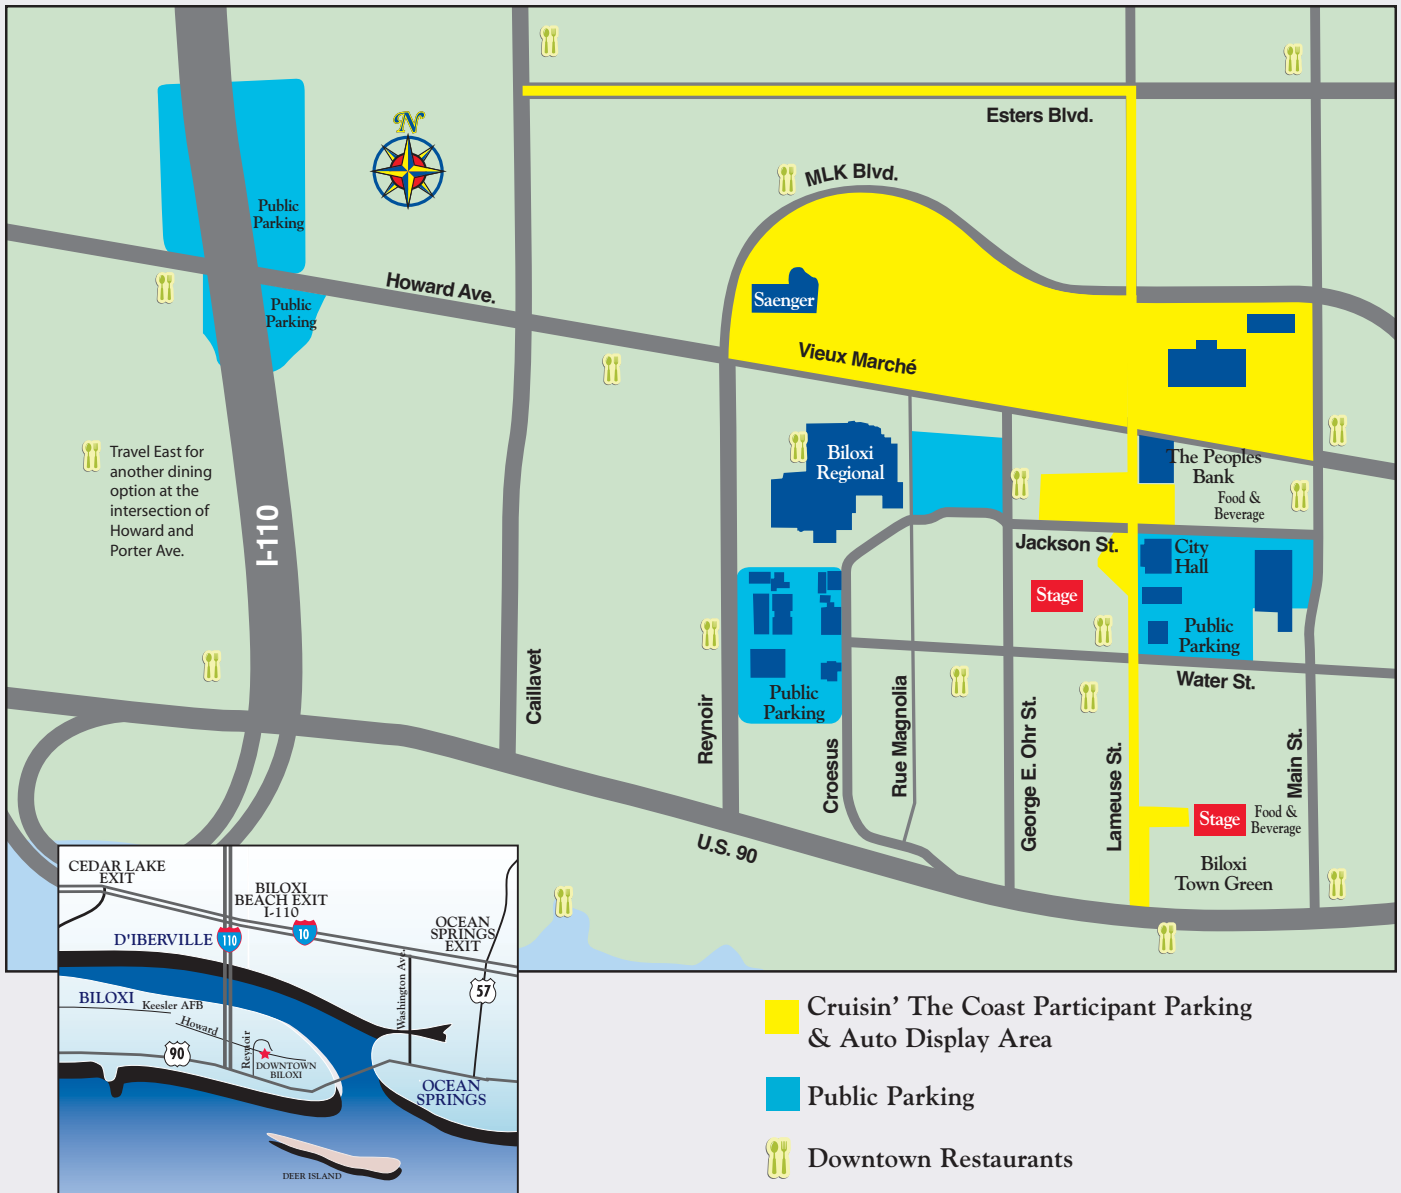 N
Esters Blvd.
MLK Blvd.
Public
Parking
Howard Ave.
Public
Parking
Saenger
Vieux Marché
Travel East for
another dining
option at the
intersection of
Howard and
Porter Ave.
I-110
Biloxi
Regional
The Peoples
Bank
Food &
Beverage
Jackson St.
City
Hall
Stage
Public
Parking
Water St.
Public
Parking
Caillavet
Reynoir
Croesus
Rue Magnolia
George E. Ohr St.
Lameuse St.
Main St.
Stage
Food &
Beverage
Biloxi
Town Green
U.S. 90
CEDAR LAKE
EXIT
BILOXI
BEACH EXIT
I-110
OCEAN
SPRINGS
EXIT
D'IBERVILLE
110
10
Washington Ave.
57
BILOXI
Keesler AFB
Howard
Reynoir
90
DOWNTOWN
BILOXI
OCEAN
SPRINGS
DEER ISLAND
Cruisin’ The Coast Participant Parking
& Auto Display Area
Public Parking
Downtown Restaurants